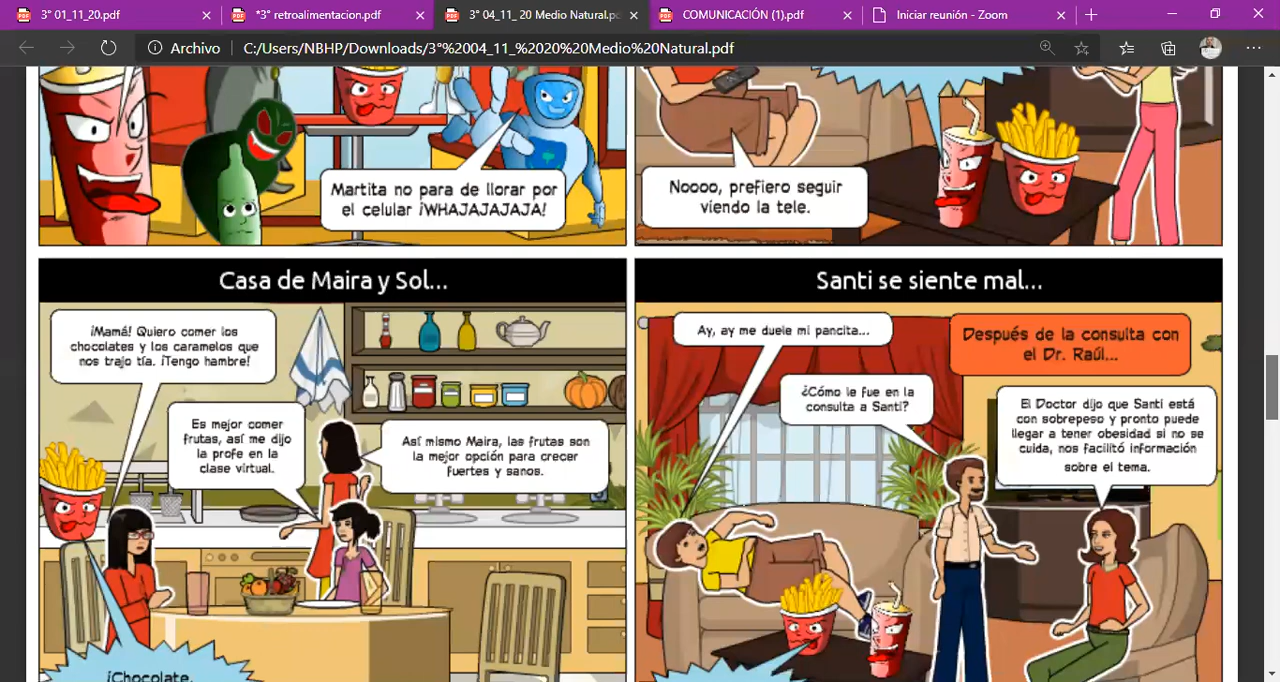 3° 01_11_20.pdf
*3° retroalimentacion.pdf
3° 04_11_ 20 Medio Natural.pd
COMUNICACIÓN (1).pdf
Iniciar reunión - Zoom
Archivo
C:/Users/NBHP/Downloads/3°%2004_11_%2020%20Medio%20Natural.pdf
Martita no para de llorar por
el celular ¡WHAJAJAJAJA!
Noooo, prefiero seguir
viendo la tele.
Casa de Maira y Sol...
¡Mamá! Quiero comer los
chocolates y los caramelos que
nos trajo tía. ¡Tengo hambre!
Es mejor comer
frutas, así me dijo
la profe en la
clase virtual.
Así mismo Maira, las frutas son
la mejor opción para crecer
fuertes y sanos.
¡Chocolate,
Santi se siente mal...
Ay, ay me duele mi pancita...
Después de la consulta con
el Dr. Raúl...
¿Cómo le fue en la
consulta a Santi?
El Doctor dijo que Santi está
con sobrepeso y pronto puede
llegar a tener obesidad si no se
cuida, nos facilitó información
sobre el tema.